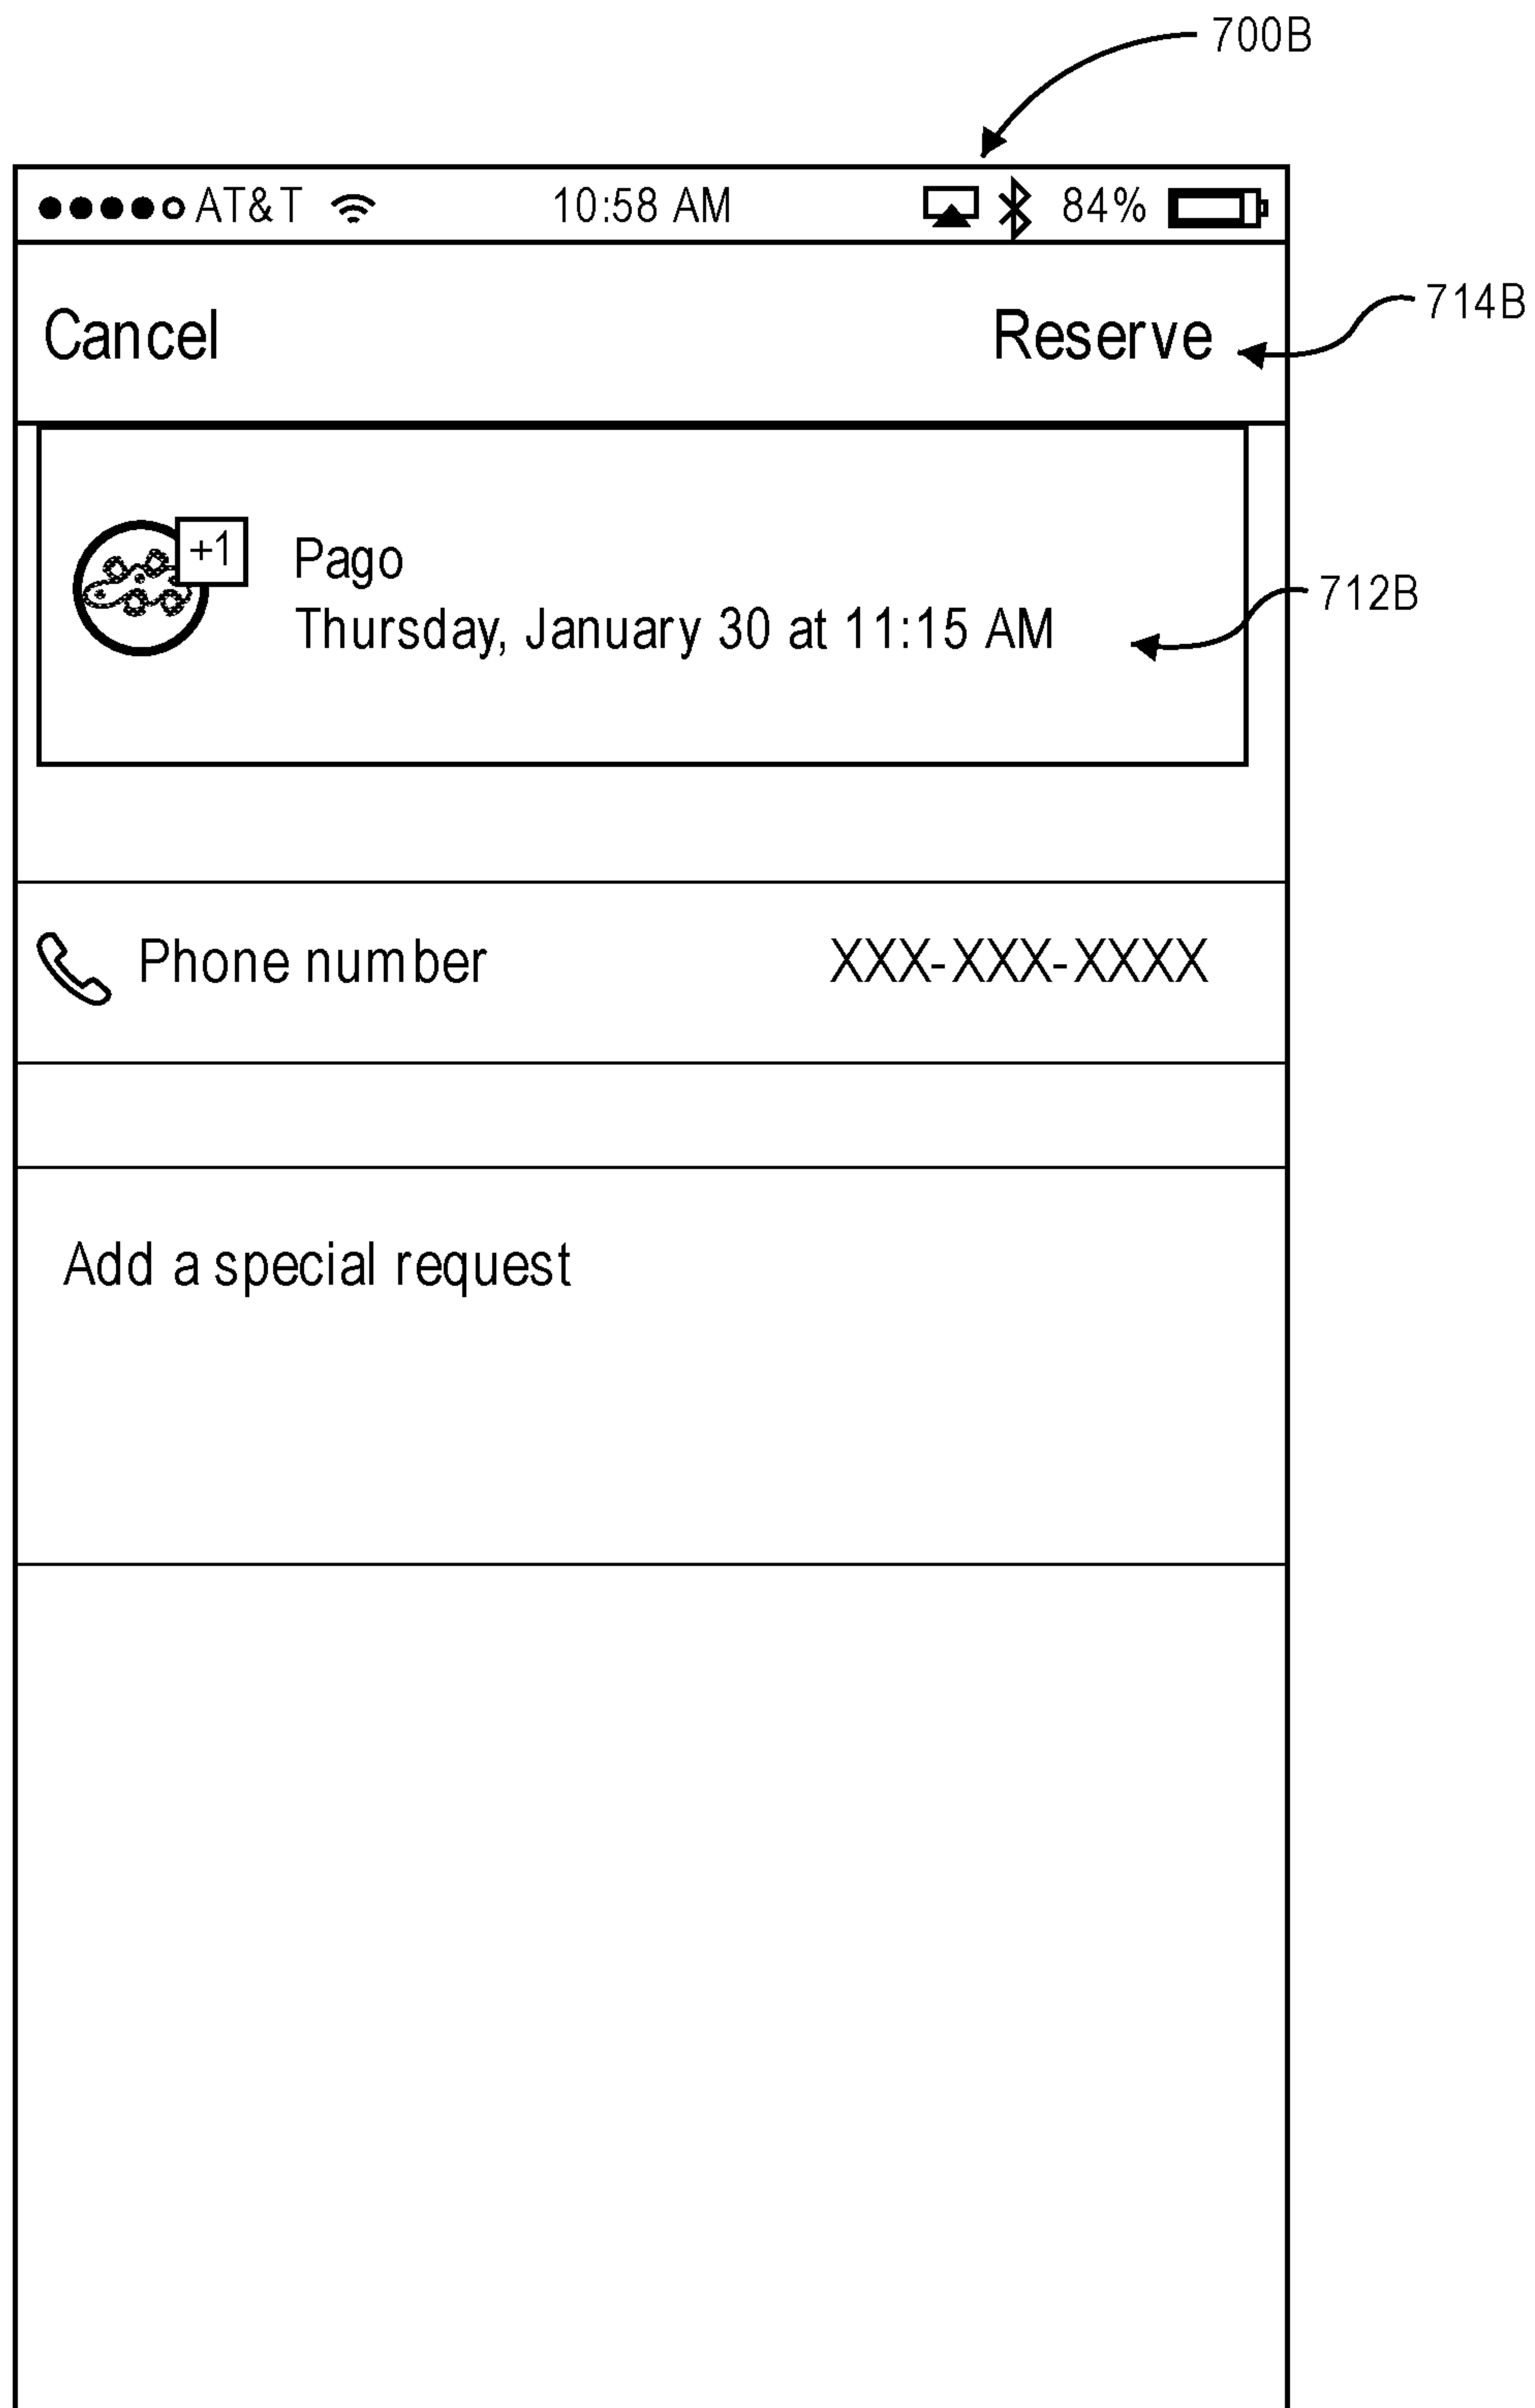 700B
AT&T 10:58 AM 84%
Cancel Reserve 714B
+1
Pago
Thursday, January 30 at 11:15 AM 712B
Phone number XXX-XXX-XXXX
Add a special request